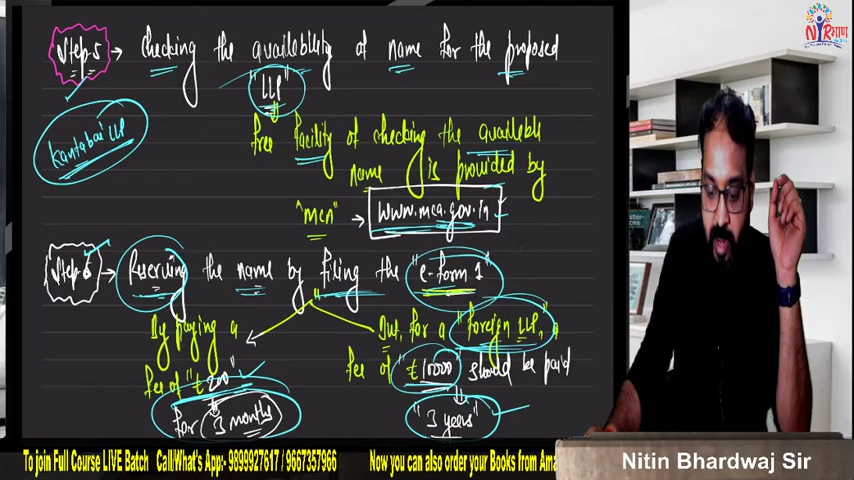 Step-5 → checking the availability of name for the proposed
"LLP"
Kantabai LLP
free facility of checking the available
name is provided by
"MCA" → www.mca.gov.in
Step-6 → Reserving the name by filing the "e-form 1"
By paying a
fee of "₹ 200"
for 3 months
But, for a "foreign LLP", a
fee of "₹ 10000" should be paid
"3 years"
NIRमाण
To join Full Course LIVE Batch Call/What's App:- 9899927617 / 9667357966 Now you can also order your Books from Ama
Nitin Bhardwaj Sir